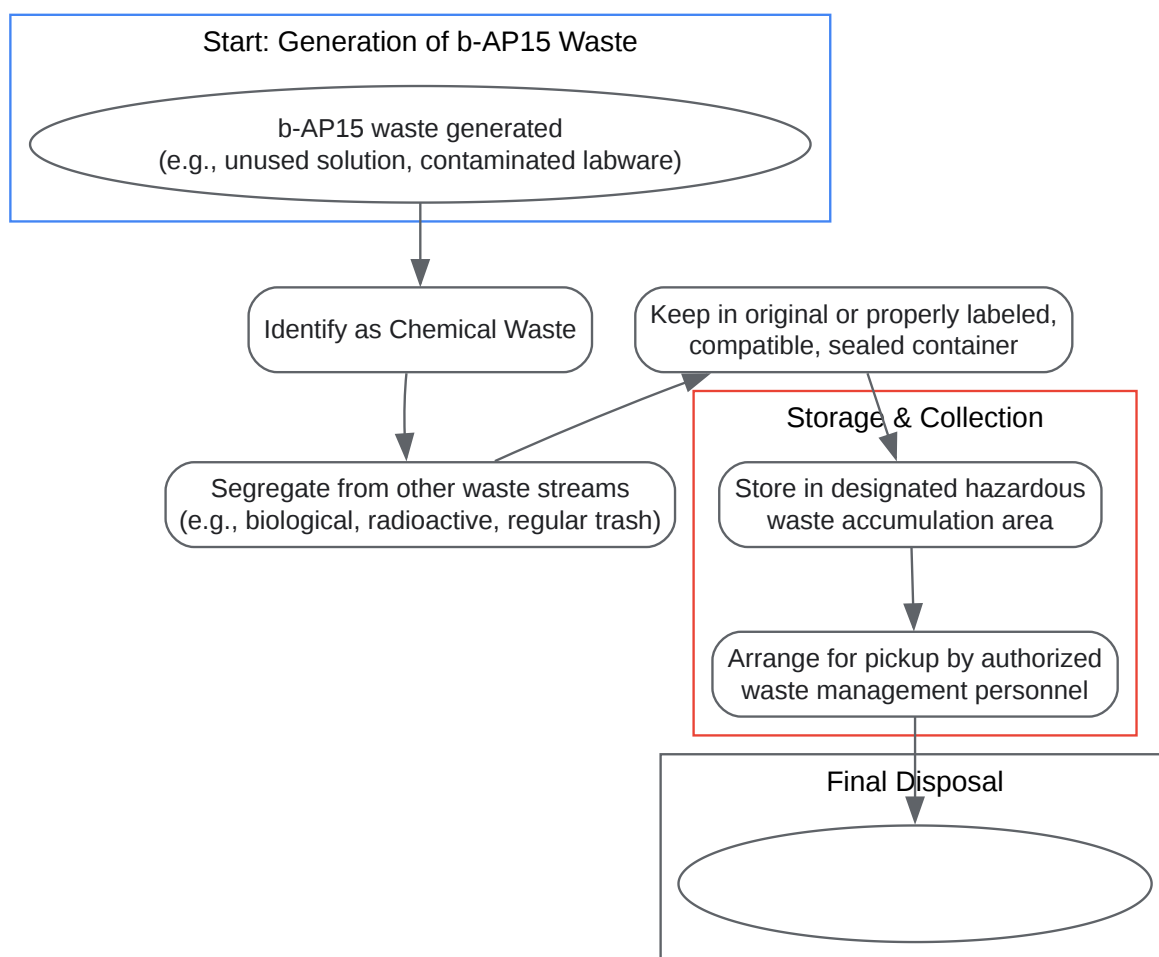 Start: Generation of b-AP15 Waste
b-AP15 waste generated
(e.g., unused solution, contaminated labware)
Identify as Chemical Waste
Keep in original or properly labeled,
compatible, sealed container
Segregate from other waste streams
(e.g., biological, radioactive, regular trash)
Storage & Collection
Store in designated hazardous
waste accumulation area
Arrange for pickup by authorized
waste management personnel
Final Disposal